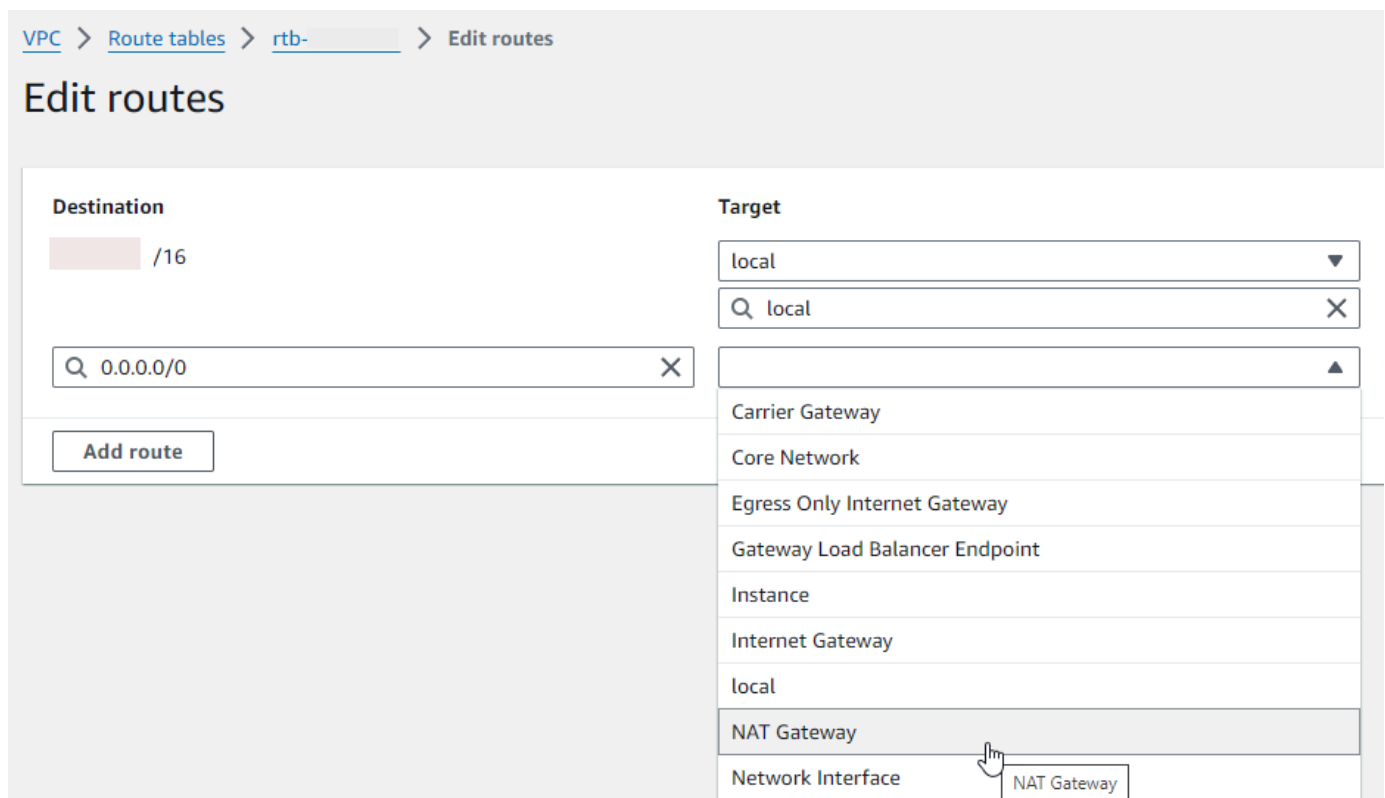 VPC > Route tables > rtb- > Edit routes
Edit routes
Destination
Target
/16
local
local
0.0.0.0/0
Carrier Gateway
Add route
Core Network
Egress Only Internet Gateway
Gateway Load Balancer Endpoint
Instance
Internet Gateway
local
NAT Gateway
Network Interface
NAT Gateway